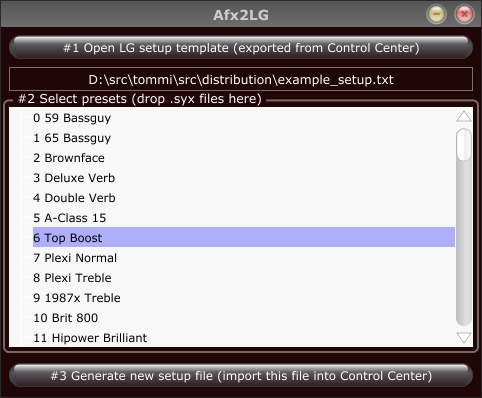 Afx2LG
#1 Open LG setup template (exported from Control Center)
D:\src\tommi\src\distribution\example_setup.txt
#2 Select presets (drop .syx files here)
0 59 Bassguy
1 65 Bassguy
2 Brownface
3 Deluxe Verb
4 Double Verb
5 A-Class 15
6 Top Boost
7 Plexi Normal
8 Plexi Treble
9 1987x Treble
10 Brit 800
11 Hipower Brilliant
#3 Generate new setup file (import this file into Control Center)